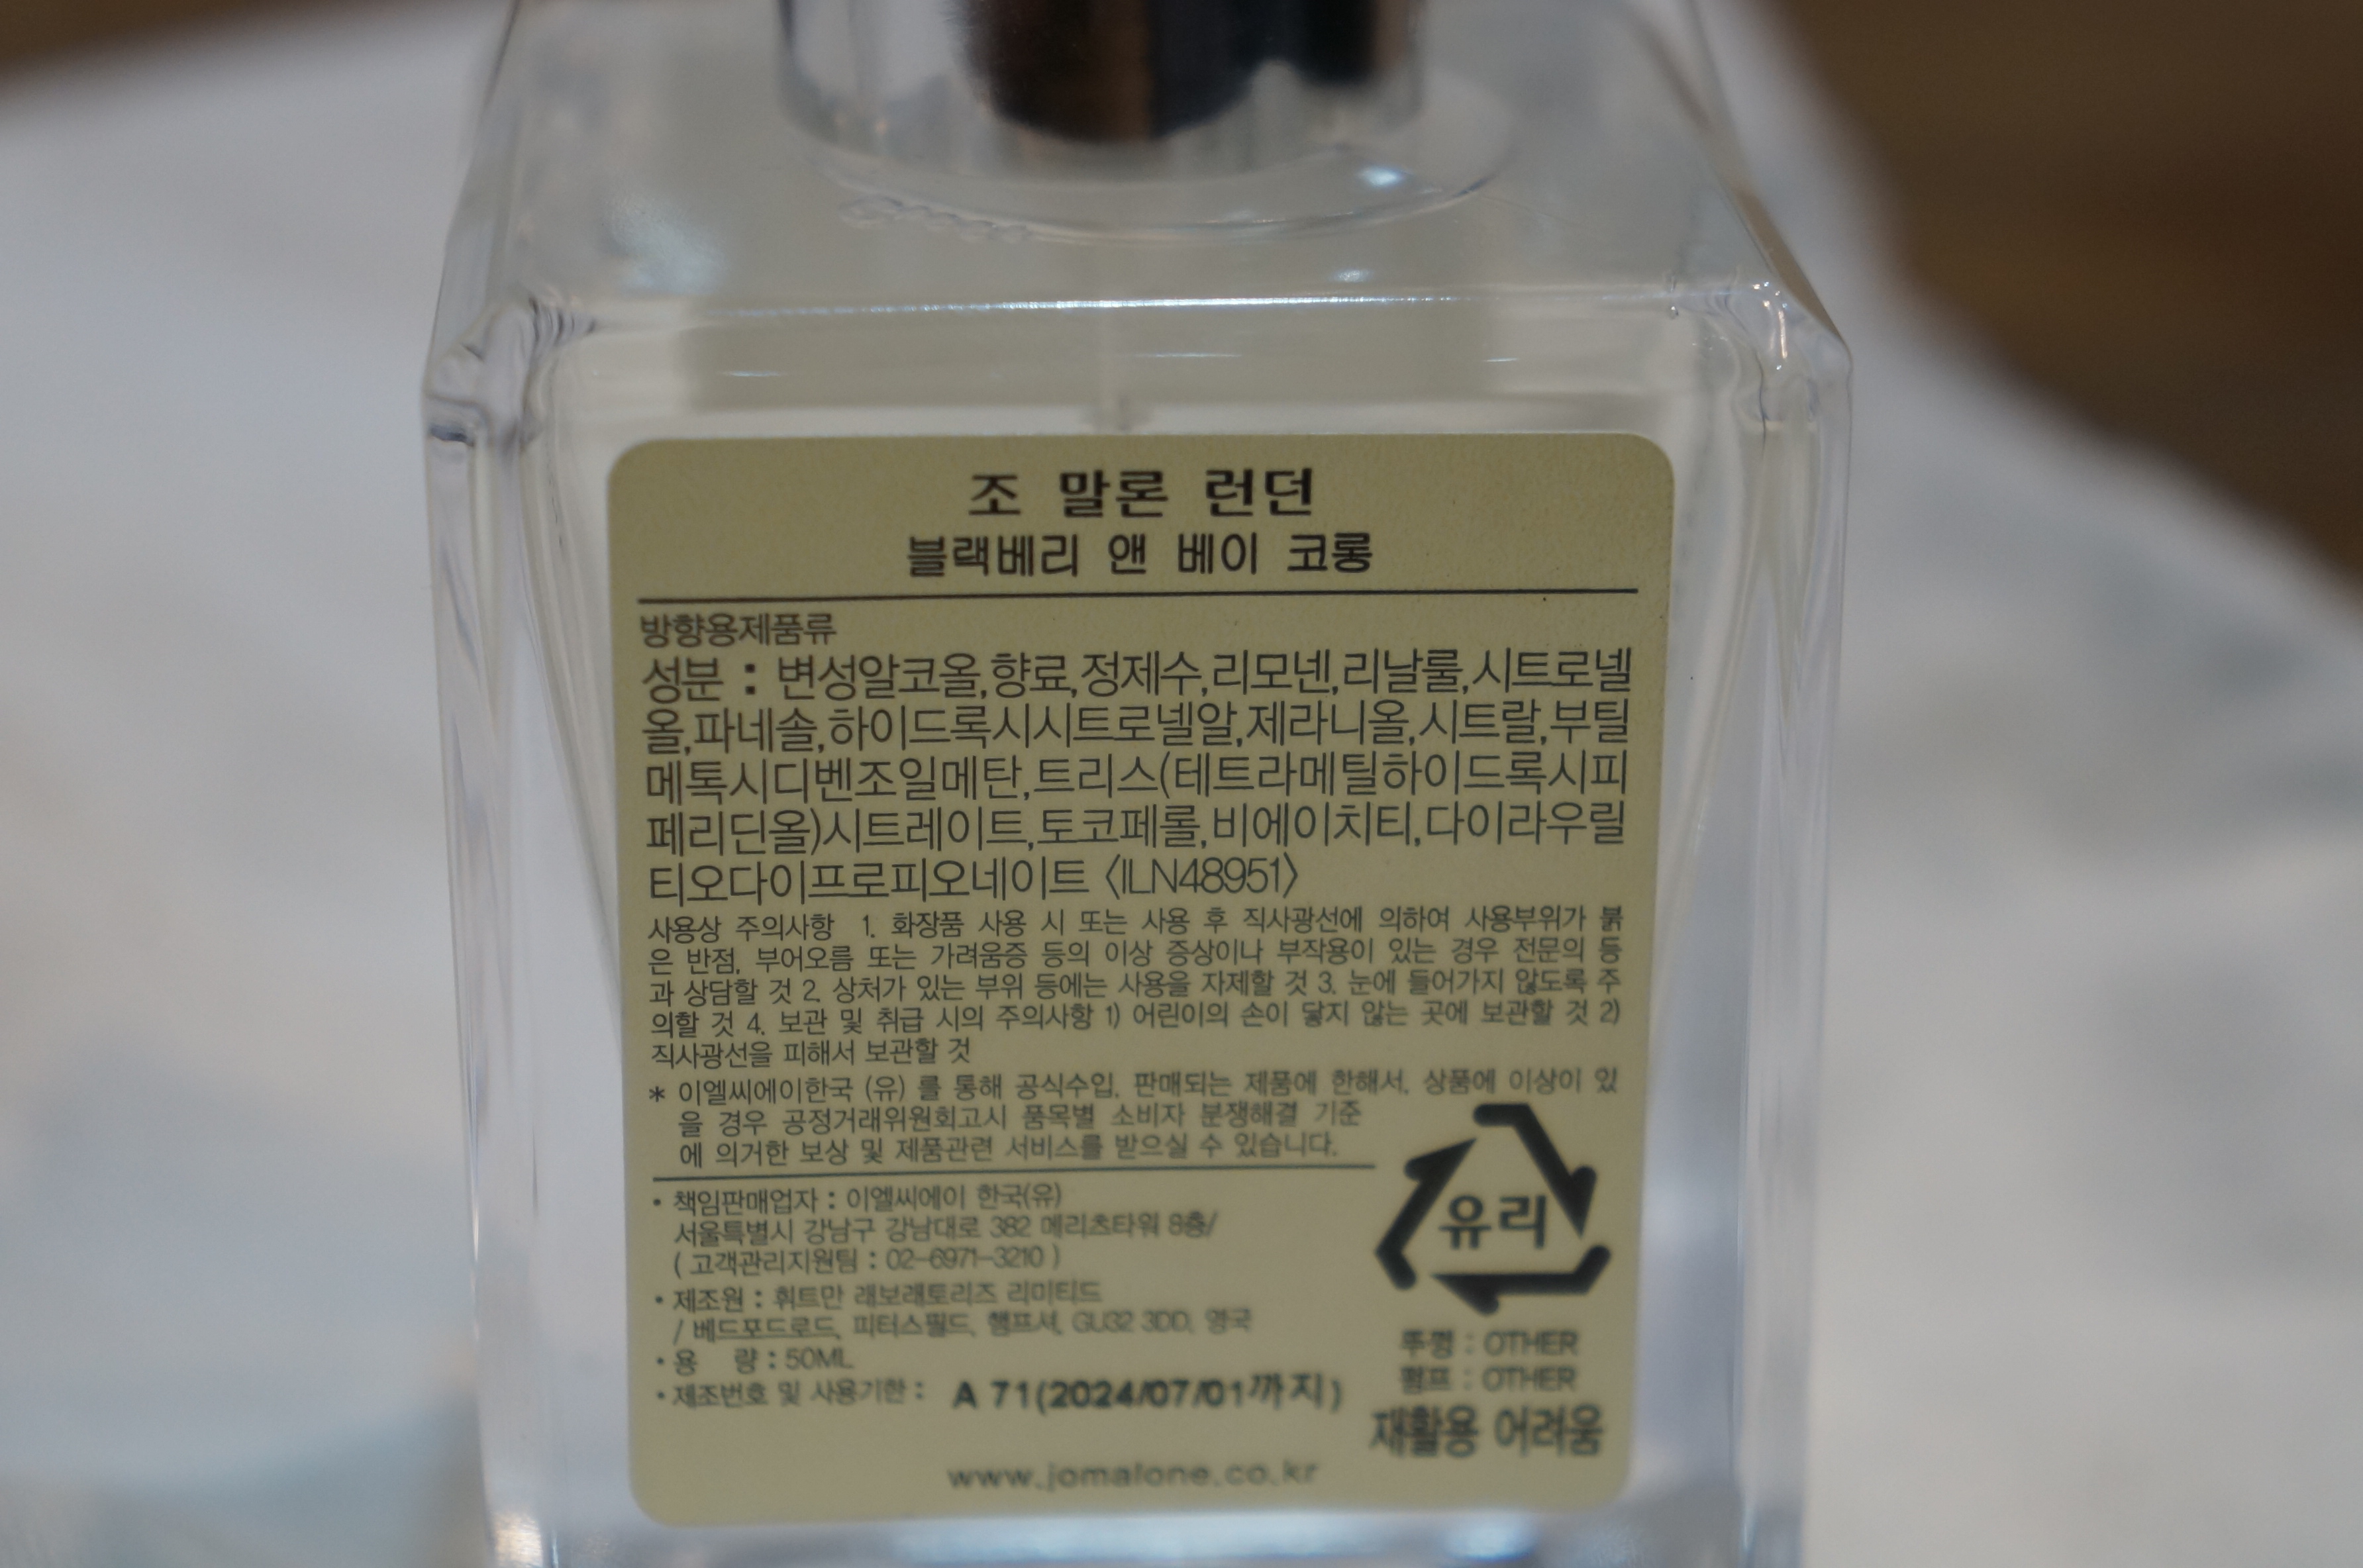 조 말론 런던
블랙베리 앤 베이 코롱
방향용제품류
성분 : 변성알코올,향료,정제수,리모넨,리날룰,시트로넬
올,파네솔,하이드록시시트로넬알,제라니올,시트랄,부틸
메톡시디벤조일메탄,트리스(테트라메틸하이드록시피
페리딘올)시트레이트,토코페롤,비에이치티,다이라우릴
티오다이프로피오네이트 〈ILN48951〉
사용상 주의사항 1. 화장품 사용 시 또는 사용 후 직사광선에 의하여 사용부위가 붉
은 반점, 부어오름 또는 가려움증 등의 이상 증상이나 부작용이 있는 경우 전문의 등
과 상담할 것 2. 상처가 있는 부위 등에는 사용을 자제할 것 3. 눈에 들어가지 않도록 주
의할 것 4. 보관 및 취급 시의 주의사항 1) 어린이의 손이 닿지 않는 곳에 보관할 것 2)
직사광선을 피해서 보관할 것
* 이엘씨에이한국 (유) 를 통해 공식수입, 판매되는 제품에 한해서, 상품에 이상이 있
을 경우 공정거래위원회고시 품목별 소비자 분쟁해결 기준
에 의거한 보상 및 제품관련 서비스를 받으실 수 있습니다.
• 책임판매업자 : 이엘씨에이 한국(유)
서울특별시 강남구 강남대로 382 메리츠타워 8층/
( 고객관리지원팀 : 02-6971-3210 )
• 제조원 : 휘트만 래보래토리즈 리미티드
/ 베드포드로드, 피터스필드, 햄프셔, GU32 3DD, 영국
• 용 량 : 50ML
• 제조번호 및 사용기한 : A 71(2024/07/01까지)
유리
뚜껑 : OTHER
펌프 : OTHER
재활용 어려움
www.jomalone.co.kr